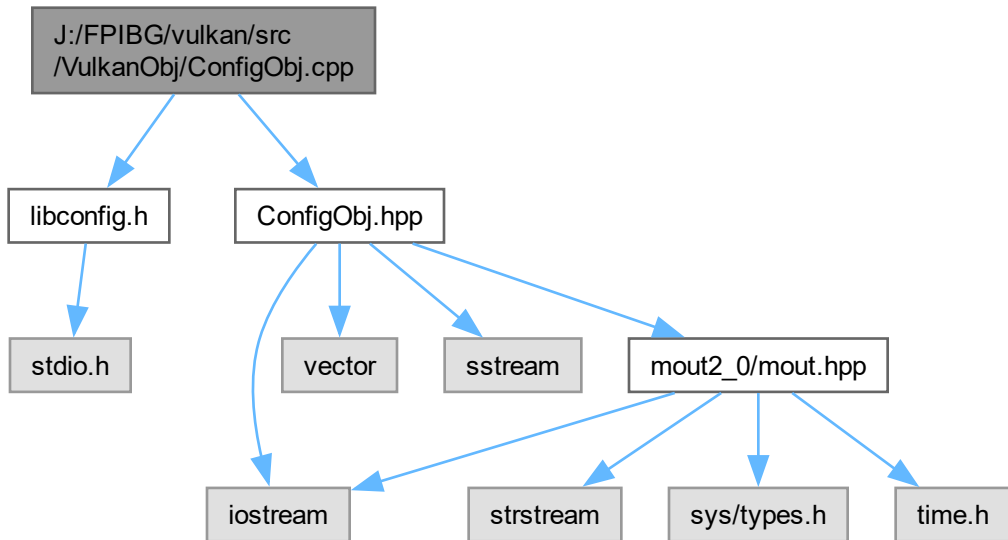 J:/FPIBG/vulkan/src
/VulkanObj/ConfigObj.cpp
libconfig.h
ConfigObj.hpp
stdio.h
vector
sstream
mout2_0/mout.hpp
iostream
strstream
sys/types.h
time.h